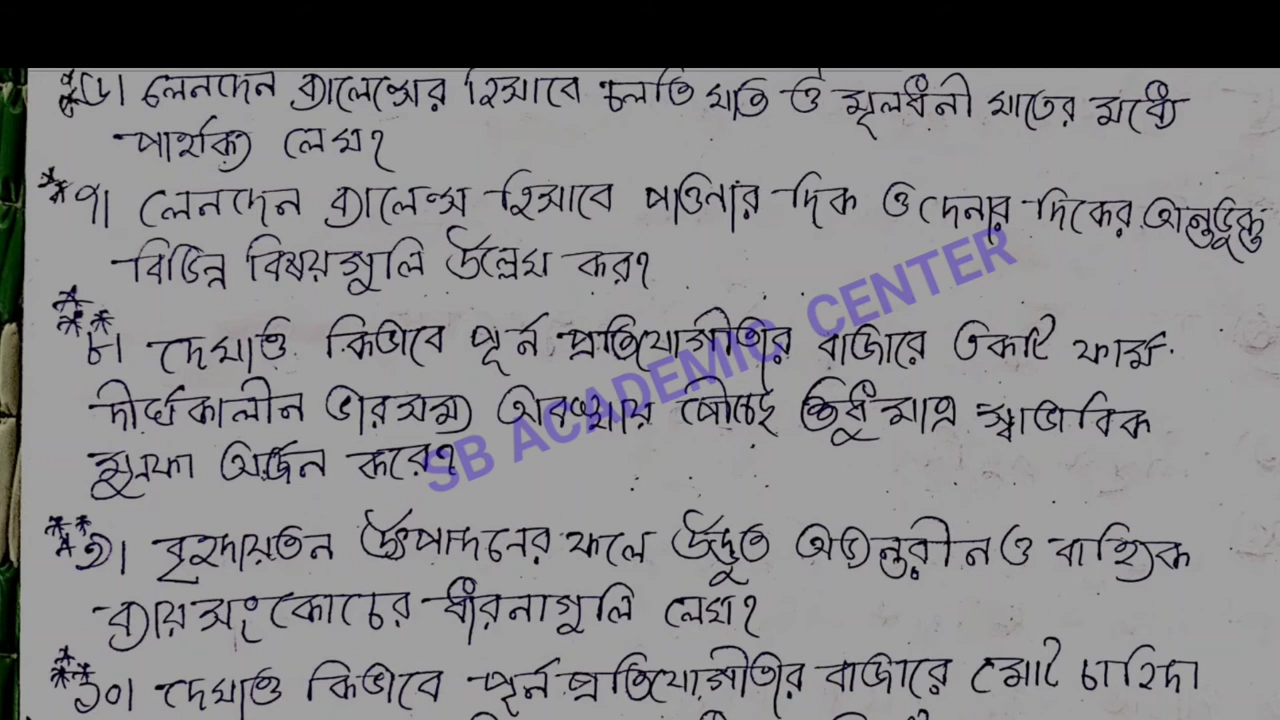 ৬। লেনদেন ব্যালেন্সের হিসাবে চলতি খাত ও মূলধনী খাতের মধ্যে
পার্থক্য লেখ?
** ৭। লেনদেন ব্যালেন্স হিসাবে পাওনার দিক ও দেনার দিকের অন্তর্ভুক্ত
বিভিন্ন বিষয়গুলি উল্লেখ কর?
*** ৮। দেখাও কিভাবে পূর্ন প্রতিযোগীতার বাজারে একটি ফার্ম
দীর্ঘকালীন ভারসাম্য অবস্থায় পৌঁছেই শুধুমাত্র স্বাভাবিক
মুনাফা অর্জন করে?
*** ৯। বৃহদায়তন উৎপাদনের ফলে উদ্ভূত অভ্যন্তরীন ও বাহ্যিক
ব্যয়সংকোচের ধারনাগুলি লেখ?
*** ১০। দেখাও কিভাবে পূর্ন প্রতিযোগীতার বাজারে মোট চাহিদা
SB ACADEMIC CENTER